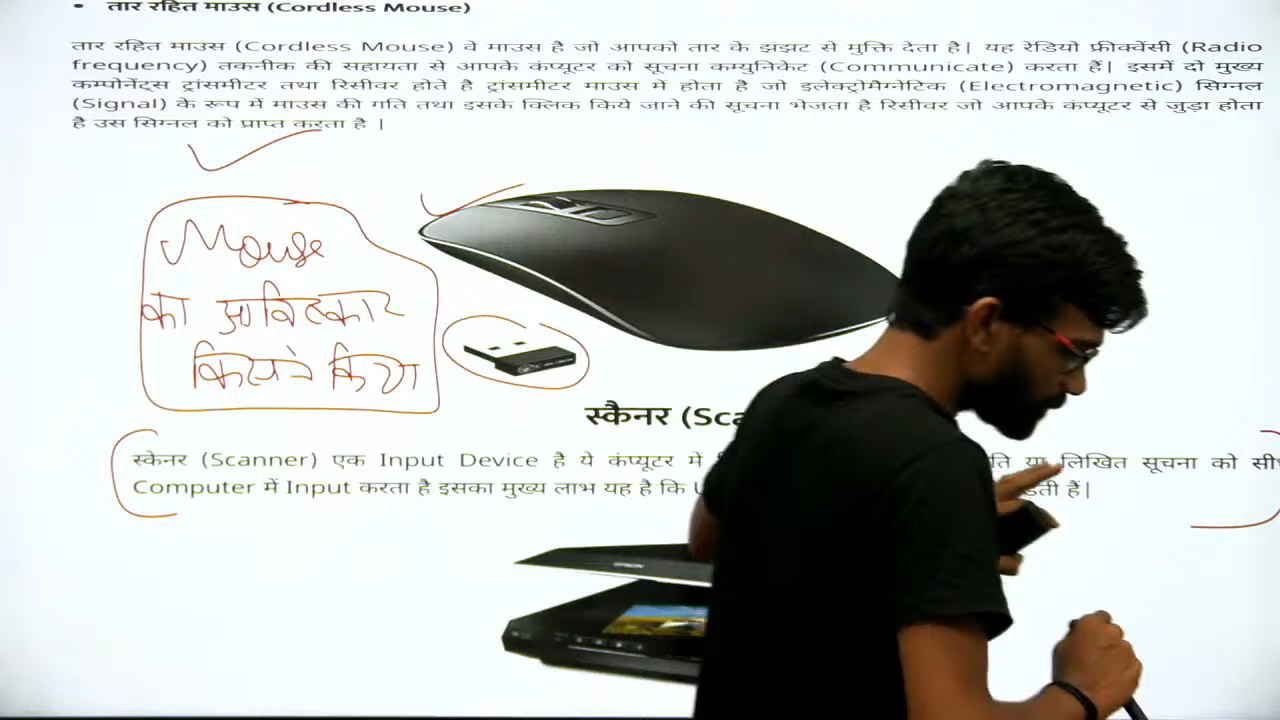 • तार रहित माउस (Cordless Mouse)
तार रहित माउस (Cordless Mouse) वे माउस है जो आपको तार के झंझट से मुक्ति देता है| यह रेडियो फ्रीक्वेंसी (Radio
frequency) तकनीक की सहायता से आपके कंप्यूटर को सूचना कम्युनिकेट (Communicate) करता हैं| इसमें दो मुख्य
कम्पोनेंट्स ट्रांसमीटर तथा रिसीवर होते है ट्रांसमीटर माउस में होता है जो इलेक्ट्रोमैग्नेटिक (Electromagnetic) सिग्नल
(Signal) के रूप में माउस की गति तथा इसके क्लिक किये जाने की सूचना भेजता है रिसीवर जो आपके कंप्यूटर से जुड़ा होता
है उस सिग्नल को प्राप्त करता है |
Mouse
का आविष्कार
किसने किया
स्कैनर (Sca
स्केनर (Scanner) एक Input Device है ये कंप्यूटर में या लिखित सूचना को सीध
Computer में Input करता है इसका मुख्य लाभ यह है कि हैं|
EPSON